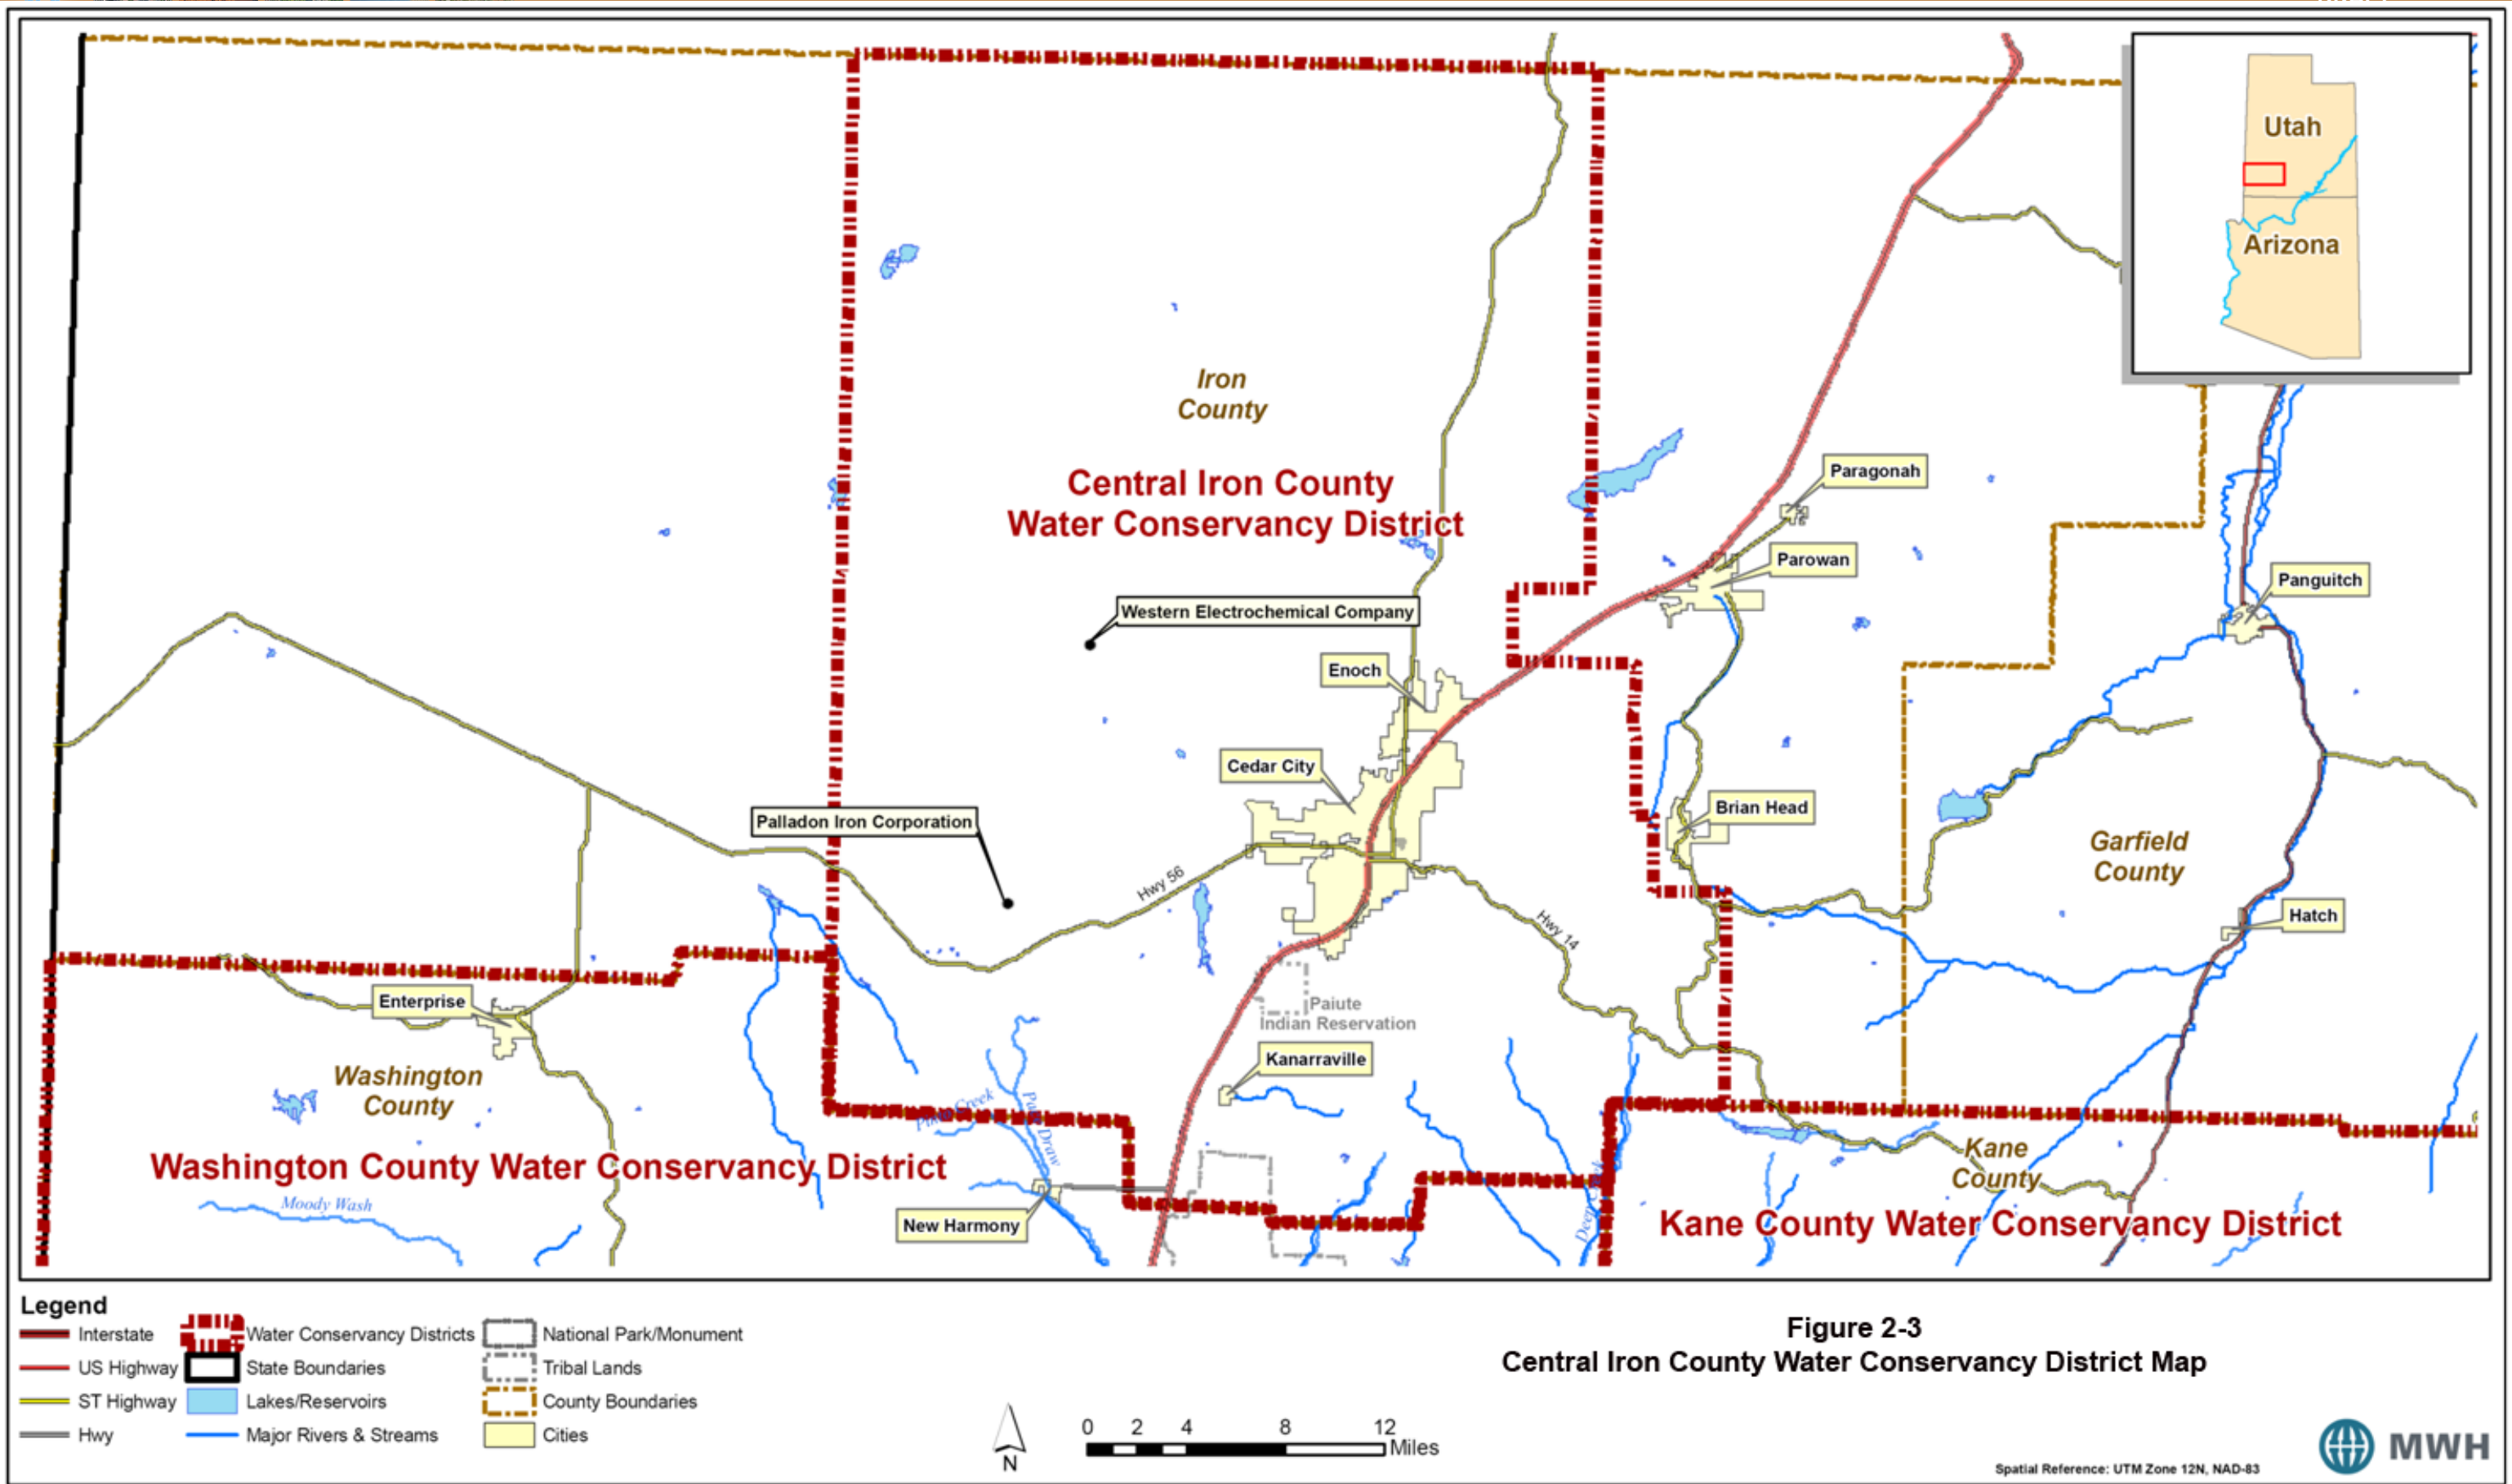 Utah
Arizona
Iron
County
Central Iron County
Water Conservancy District
Paragonah
Parowan
Panguitch
Western Electrochemical Company
Enoch
Cedar City
Palladon Iron Corporation
Brian Head
Garfield
County
Hwy 56
Hwy 14
Hatch
Enterprise
Paiute
Indian Reservation
Kanarraville
Washington
County
Creek
Draw
Washington County Water Conservancy District
Moody Wash
New Harmony
Deep
Kane
County
Kane County Water Conservancy District
Legend
Interstate
US Highway
ST Highway
Hwy
Water Conservancy Districts
State Boundaries
Lakes/Reservoirs
Major Rivers & Streams
National Park/Monument
Tribal Lands
County Boundaries
Cities
N
0 2 4 8 12
Miles
Figure 2-3
Central Iron County Water Conservancy District Map
MWH
Spatial Reference: UTM Zone 12N, NAD-83